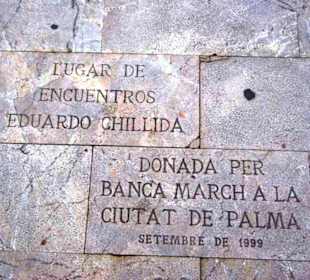 LUGAR DE
ENCUENTROS
EDUARDO CHILLIDA
DONADA PER
BANCA MARCH A LA
CIUTAT DE PALMA
SETEMBRE DE 1999